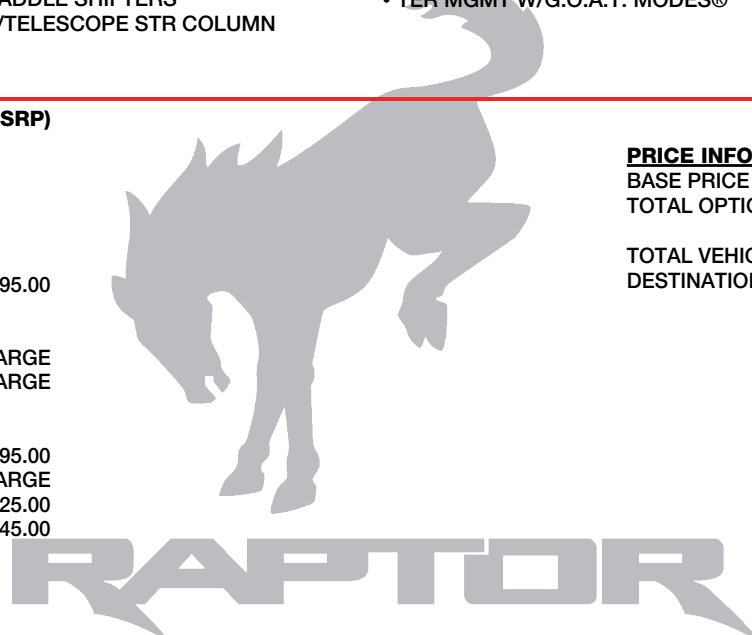 ADDLE SHIFTERS
/TELESCOPE STR COLUMN
• TER MGMT W/G.O.A.T. MODES®
SRP)
95.00
ARGE
ARGE
95.00
ARGE
25.00
45.00
PRICE INFO
BASE PRICE
TOTAL OPTIO
TOTAL VEHIC
DESTINATION
RAPTOR